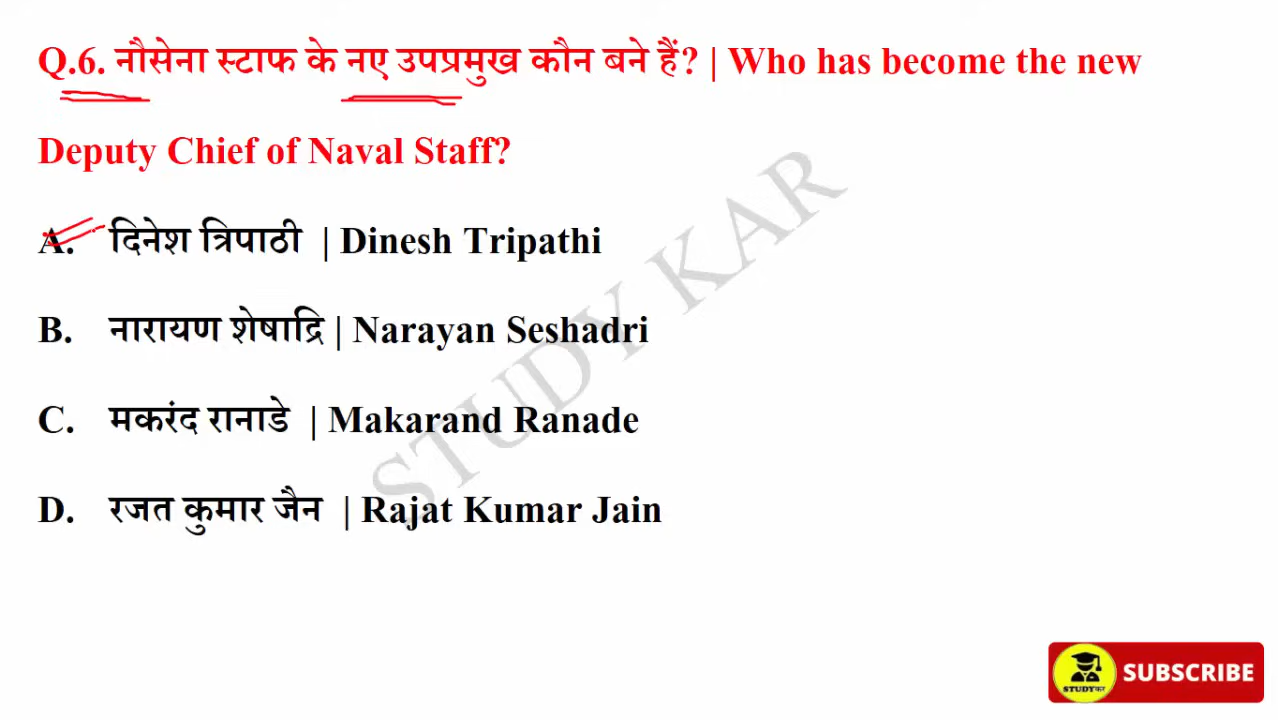 Q.6. नौसेना स्टाफ के नए उपप्रमुख कौन बने हैं? | Who has become the new
Deputy Chief of Naval Staff?
A. दिनेश त्रिपाठी | Dinesh Tripathi
B. नारायण शेषाद्रि | Narayan Seshadri
C. मकरंद रानाडे | Makarand Ranade
D. रजत कुमार जैन | Rajat Kumar Jain
STUDY KAR
STUDYकर
SUBSCRIBE